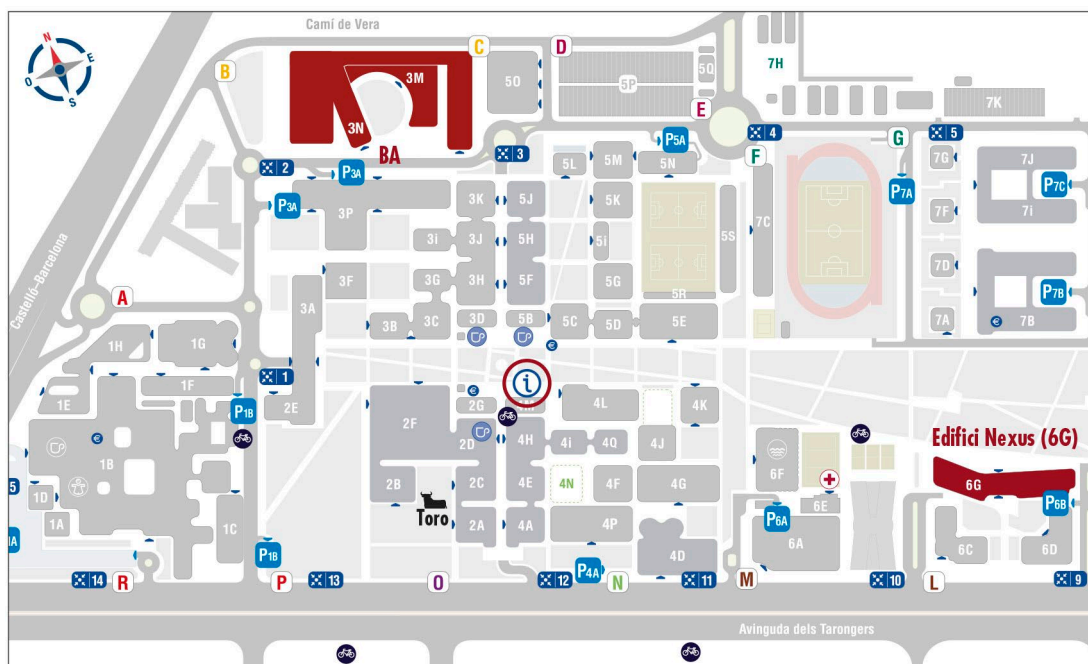 Camí de Vera
N
E
S
O
Castelló–Barcelona
A
B
C
D
E
F
G
7H
3M
3N
BA
5O
5P
5Q
7K
3
4
5
2
1
P3A
P3A
P5A
P7A
P7C
P7B
3P
3K
5J
5L
5M
5N
5K
3i
3J
5H
5i
3F
3G
3H
5F
5G
5R
5S
7C
7G
7F
7D
7A
7J
7i
7B
€
3A
3B
3C
3D
5B
5C
5D
5E
€
1H
1G
1E
1F
2E
P1B
€
1B
1D
1A
1C
P1B
i
€
2G
2F
2D
2B
2C
2A
Toro
4H
4i
4Q
4L
4K
4J
4E
4N
4F
4G
4A
4P
4D
P4A
6F
6E
P6A
6A
Edifici Nexus (6G)
6G
P6B
6C
6D
5
1A
14
R
P
13
O
12
N
11
M
10
L
9
Avinguda dels Tarongers